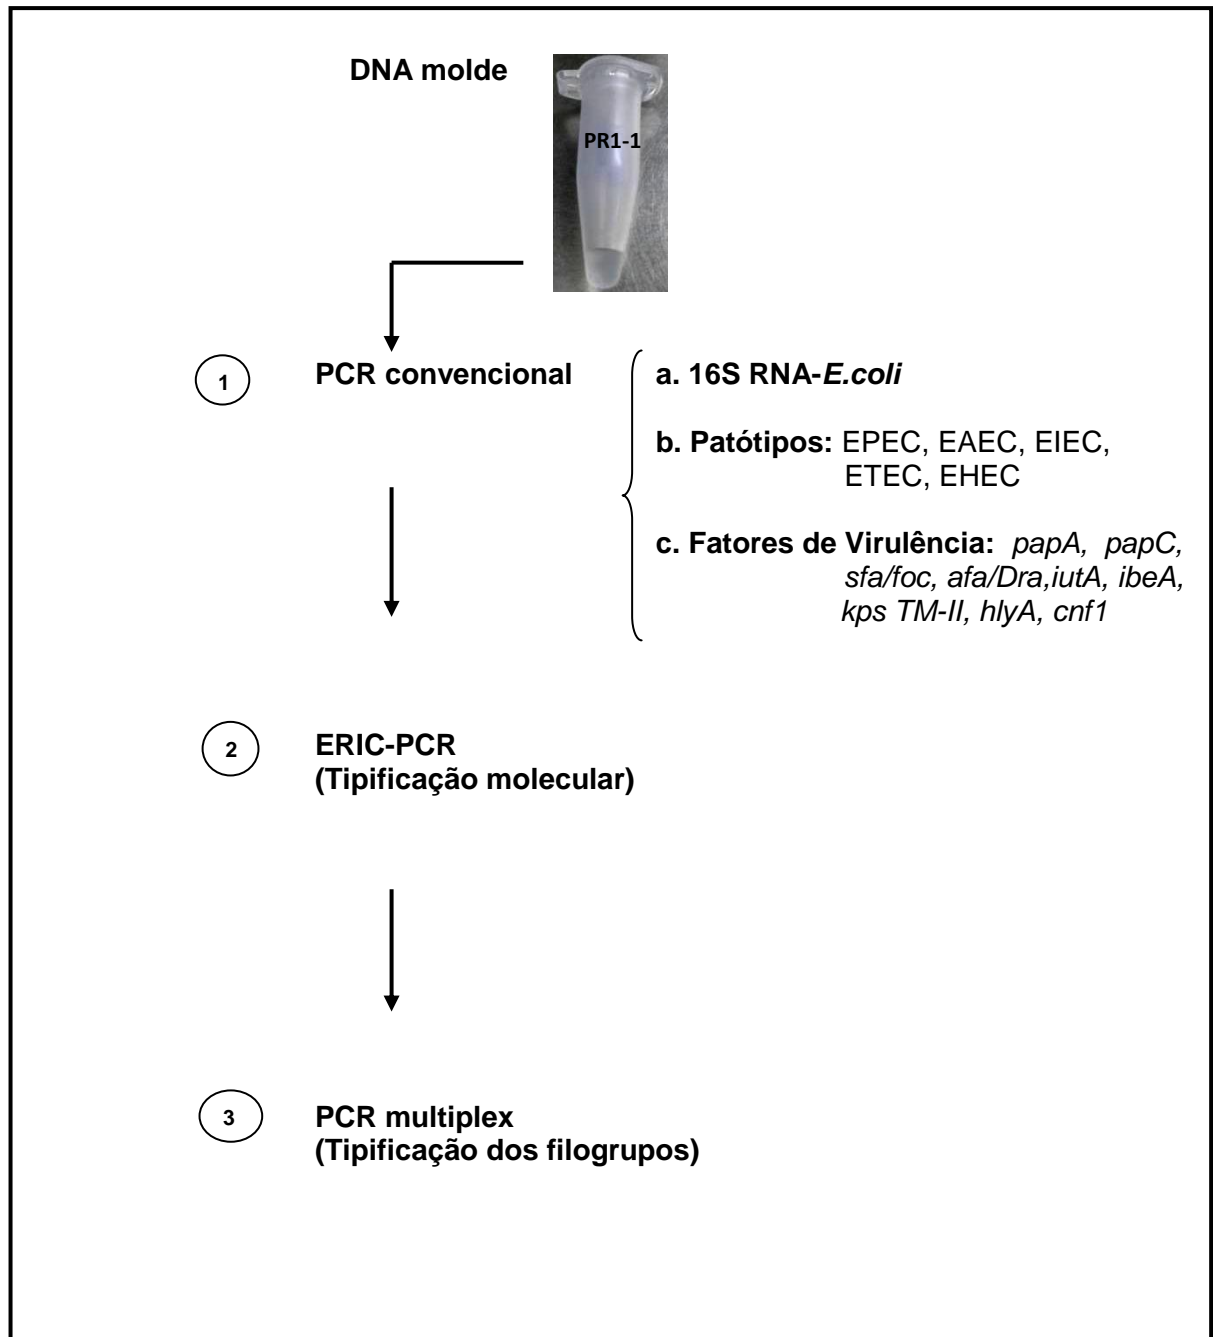 DNA molde
PR1-1
1
PCR convencional
a. 16S RNA-E.coli
b. Patótipos: EPEC, EAEC, EIEC,
ETEC, EHEC
c. Fatores de Virulência: papA, papC,
sfa/foc, afa/Dra,iutA, ibeA,
kps TM-II, hlyA, cnf1
2
ERIC-PCR
(Tipificação molecular)
3
PCR multiplex
(Tipificação dos filogrupos)